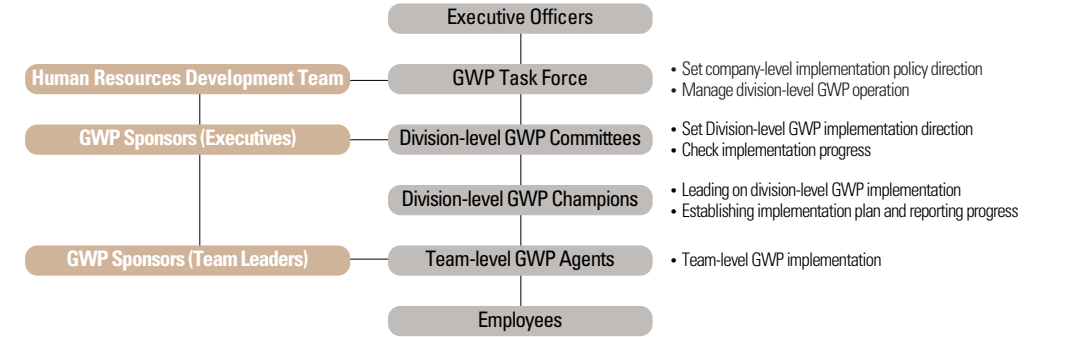 Executive Officers
Human Resources Development Team
GWP Task Force
• Set company-level implementation policy direction
• Manage division-level GWP operation
GWP Sponsors (Executives)
Division-level GWP Committees
• Set Division-level GWP implementation direction
• Check implementation progress
Division-level GWP Champions
• Leading on division-level GWP implementation
• Establishing implementation plan and reporting progress
GWP Sponsors (Team Leaders)
Team-level GWP Agents
• Team-level GWP implementation
Employees